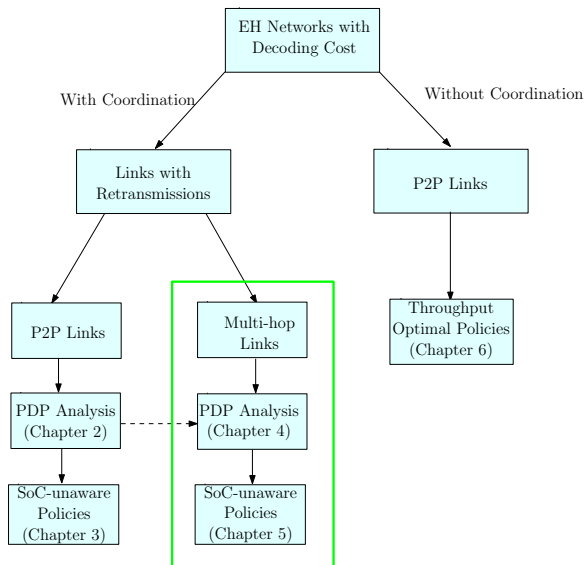 EH Networks with
Decoding Cost
With Coordination
Without Coordination
Links with
Retransmissions
P2P Links
P2P Links
Multi-hop
Links
Throughput
Optimal Policies
(Chapter 6)
PDP Analysis
(Chapter 2)
PDP Analysis
(Chapter 4)
SoC-unaware
Policies
(Chapter 3)
SoC-unaware
Policies
(Chapter 5)